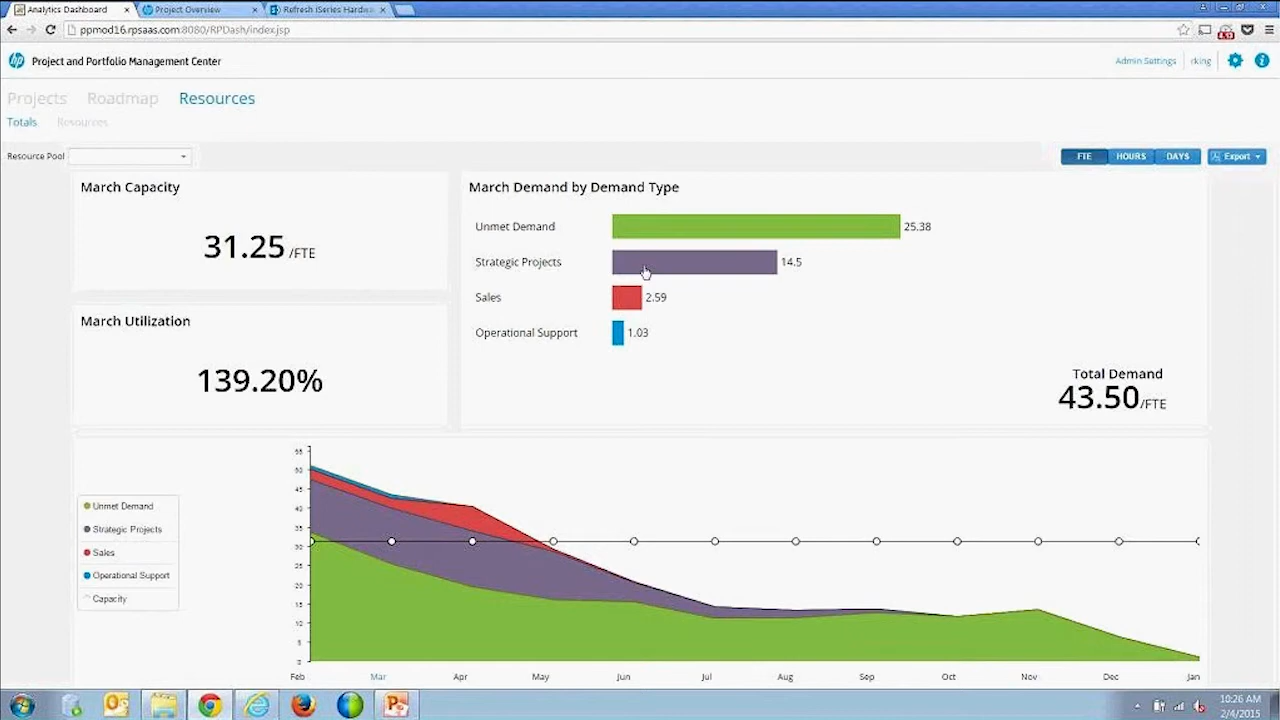 Analytics Dashboard
Project Overview
Refresh iSeries Hardw
ppmod16.rpsaas.com:8080/RPDash/index.jsp
hp Project and Portfolio Management Center
Admin Settings rking
Projects Roadmap Resources
Totals Resources
Resource Pool
FTE HOURS DAYS Export
March Capacity
31.25 /FTE
March Utilization
139.20%
March Demand by Demand Type
Unmet Demand 25.38
Strategic Projects 14.5
Sales 2.59
Operational Support 1.03
Total Demand
43.50/FTE
Unmet Demand
Strategic Projects
Sales
Operational Support
Capacity
55
50
45
40
35
30
25
20
15
10
5
0
Feb Mar Apr May Jun Jul Aug Sep Oct Nov Dec Jan
10:26 AM
2/4/2015